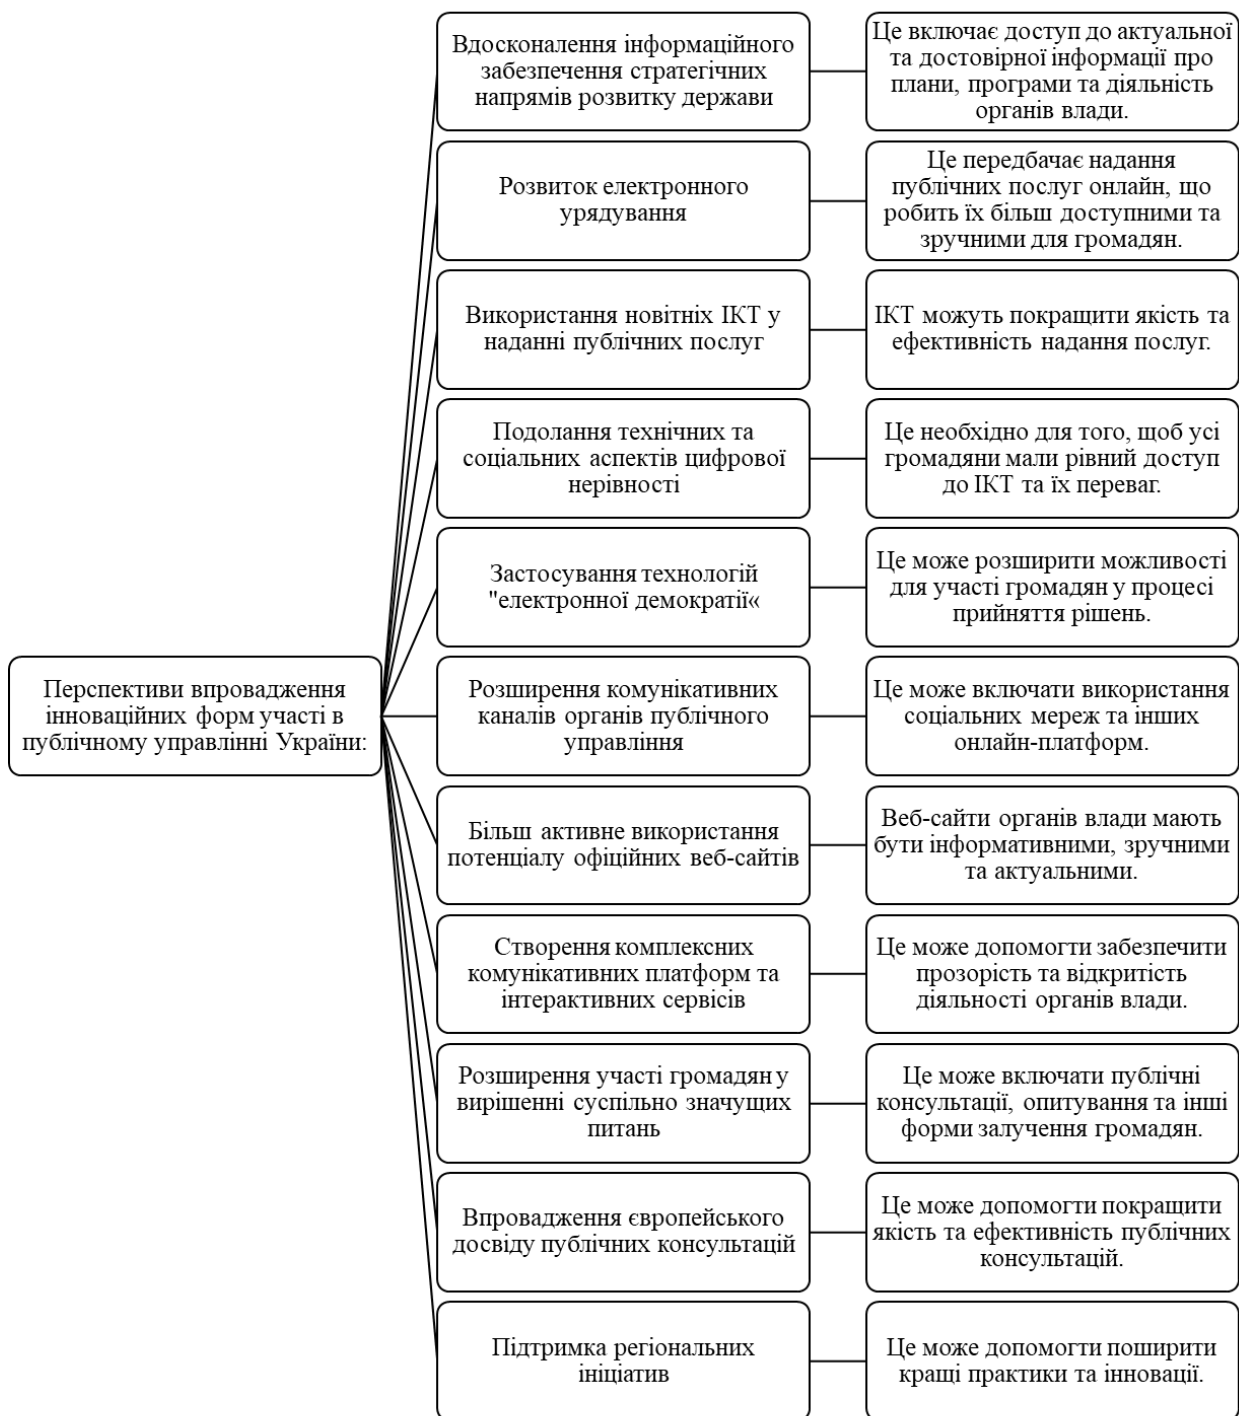 Перспективи впровадження
інноваційних форм участі в
публічному управлінні України:
Вдосконалення інформаційного
забезпечення стратегічних
напрямів розвитку держави
Це включає доступ до актуальної
та достовірної інформації про
плани, програми та діяльність
органів влади.
Розвиток електронного
урядування
Це передбачає надання
публічних послуг онлайн, що
робить їх більш доступними та
зручними для громадян.
Використання новітніх ІКТ у
наданні публічних послуг
ІКТ можуть покращити якість та
ефективність надання послуг.
Подолання технічних та
соціальних аспектів цифрової
нерівності
Це необхідно для того, щоб усі
громадяни мали рівний доступ
до ІКТ та їх переваг.
Застосування технологій
"електронної демократії«
Це може розширити можливості
для участі громадян у процесі
прийняття рішень.
Розширення комунікативних
каналів органів публічного
управління
Це може включати використання
соціальних мереж та інших
онлайн-платформ.
Більш активне використання
потенціалу офіційних веб-сайтів
Веб-сайти органів влади мають
бути інформативними, зручними
та актуальними.
Створення комплексних
комунікативних платформ та
інтерактивних сервісів
Це може допомогти забезпечити
прозорість та відкритість
діяльності органів влади.
Розширення участі громадян у
вирішенні суспільно значущих
питань
Це може включати публічні
консультації, опитування та інші
форми залучення громадян.
Впровадження європейського
досвіду публічних консультацій
Це може допомогти покращити
якість та ефективність публічних
консультацій.
Підтримка регіональних
ініціатив
Це може допомогти поширити
кращі практики та інновації.